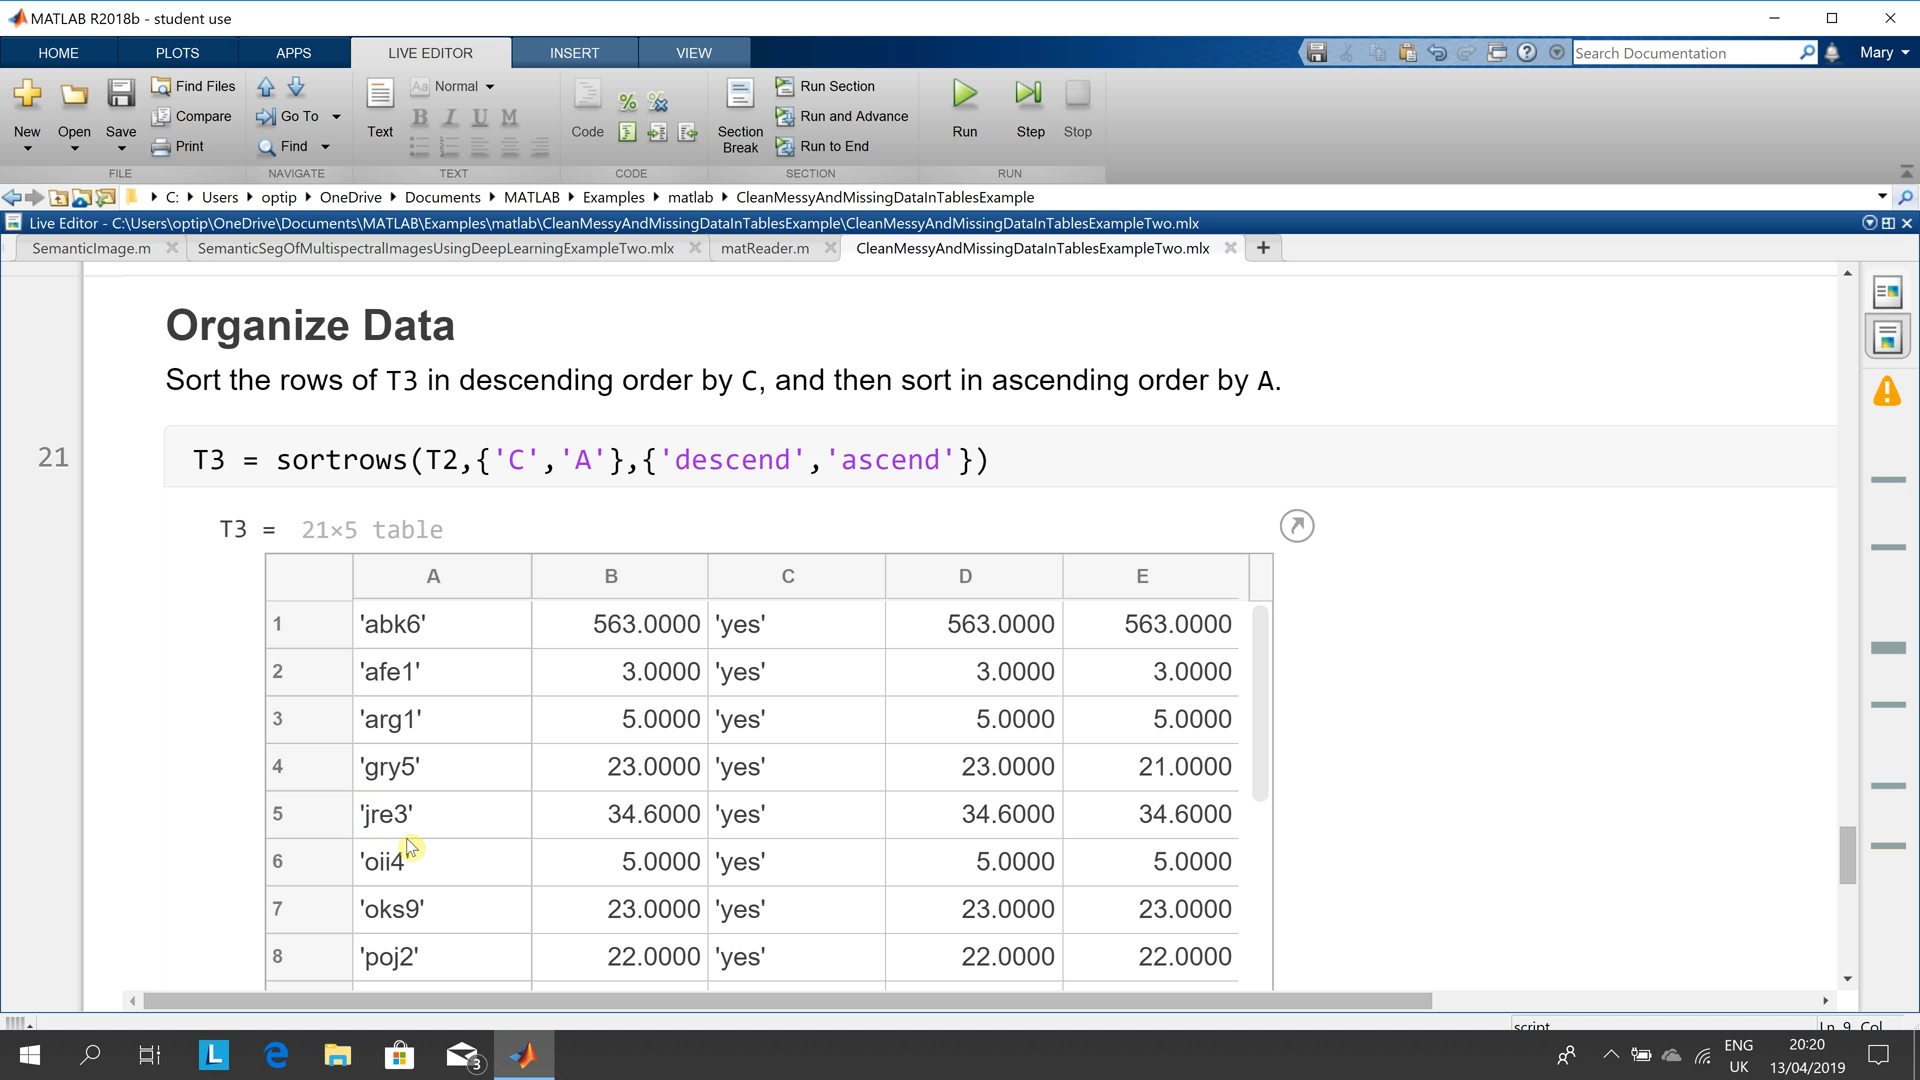 MATLAB R2018b - student use
HOME PLOTS APPS LIVE EDITOR INSERT VIEW
Search Documentation
Mary
New Open Save
Find Files
Compare
Print
Go To
Find
Text
Aa Normal
B I U M
Code
Section Break
Run Section
Run and Advance
Run to End
Run Step Stop
FILE NAVIGATE TEXT CODE SECTION RUN
C: Users optip OneDrive Documents MATLAB Examples matlab CleanMessyAndMissingDataInTablesExample
Live Editor - C:\Users\optip\OneDrive\Documents\MATLAB\Examples\matlab\CleanMessyAndMissingDataInTablesExample\CleanMessyAndMissingDataInTablesExampleTwo.mlx
SemanticImage.m SemanticSegOfMultispectralImagesUsingDeepLearningExampleTwo.mlx matReader.m CleanMessyAndMissingDataInTablesExampleTwo.mlx
Organize Data
Sort the rows of T3 in descending order by C, and then sort in ascending order by A.
21 T3 = sortrows(T2,{'C','A'},{'descend','ascend'})
T3 = 21×5 table
A B C D E
1 'abk6' 563.0000 'yes' 563.0000 563.0000
2 'afe1' 3.0000 'yes' 3.0000 3.0000
3 'arg1' 5.0000 'yes' 5.0000 5.0000
4 'gry5' 23.0000 'yes' 23.0000 21.0000
5 'jre3' 34.6000 'yes' 34.6000 34.6000
6 'oii4' 5.0000 'yes' 5.0000 5.0000
7 'oks9' 23.0000 'yes' 23.0000 23.0000
8 'poj2' 22.0000 'yes' 22.0000 22.0000
script Ln 9 Col
L 3
ENG 20:20
UK 13/04/2019